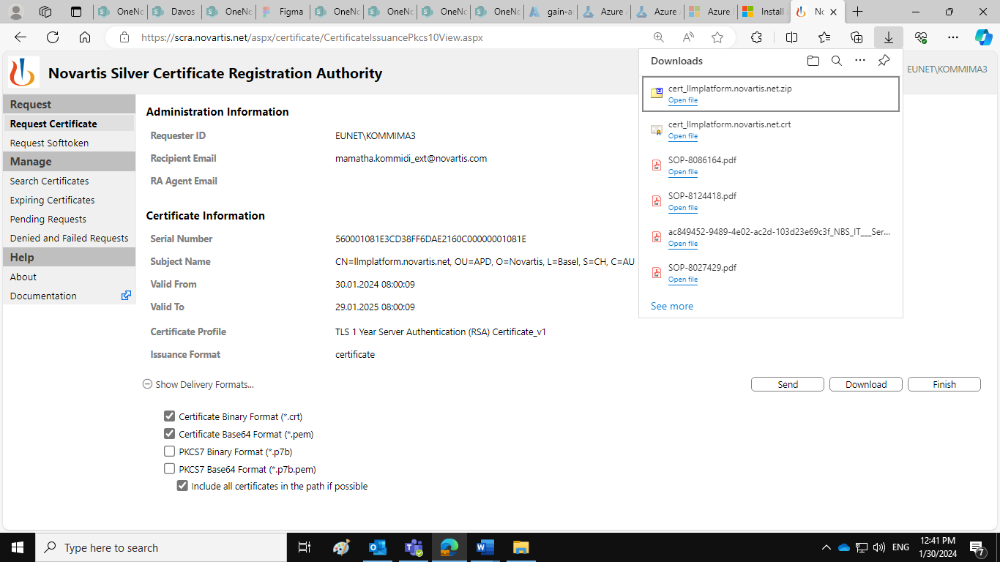 OneNo
Davos
OneNo
Figma
OneNo
OneNo
OneNo
OneNo
gain-a
Azure A
Azure A
Azure
Install
No
https://scra.novartis.net/aspx/certificate/CertificateIssuancePkcs10View.aspx
Novartis Silver Certificate Registration Authority
EUNET\KOMMIMA3
Downloads
cert_llmplatform.novartis.net.zip
Open file
cert_llmplatform.novartis.net.crt
Open file
SOP-8086164.pdf
Open file
SOP-8124418.pdf
Open file
ac849452-9489-4e02-ac2d-103d23e69c3f_NBS_IT___Ser...
Open file
SOP-8027429.pdf
Open file
See more
Request
Request Certificate
Request Softtoken
Manage
Search Certificates
Expiring Certificates
Pending Requests
Denied and Failed Requests
Help
About
Documentation
Administration Information
Requester ID EUNET\KOMMIMA3
Recipient Email mamatha.kommidi_ext@novartis.com
RA Agent Email
Certificate Information
Serial Number 560001081E3CD38FF6DAE2160C00000001081E
Subject Name CN=llmplatform.novartis.net, OU=APD, O=Novartis, L=Basel, S=CH, C=AU
Valid From 30.01.2024 08:00:09
Valid To 29.01.2025 08:00:09
Certificate Profile TLS 1 Year Server Authentication (RSA) Certificate_v1
Issuance Format certificate
Show Delivery Formats...
Send Download Finish
Certificate Binary Format (*.crt)
Certificate Base64 Format (*.pem)
PKCS7 Binary Format (*.p7b)
PKCS7 Base64 Format (*.p7b.pem)
Include all certificates in the path if possible
Type here to search
ENG
12:41 PM
1/30/2024
7